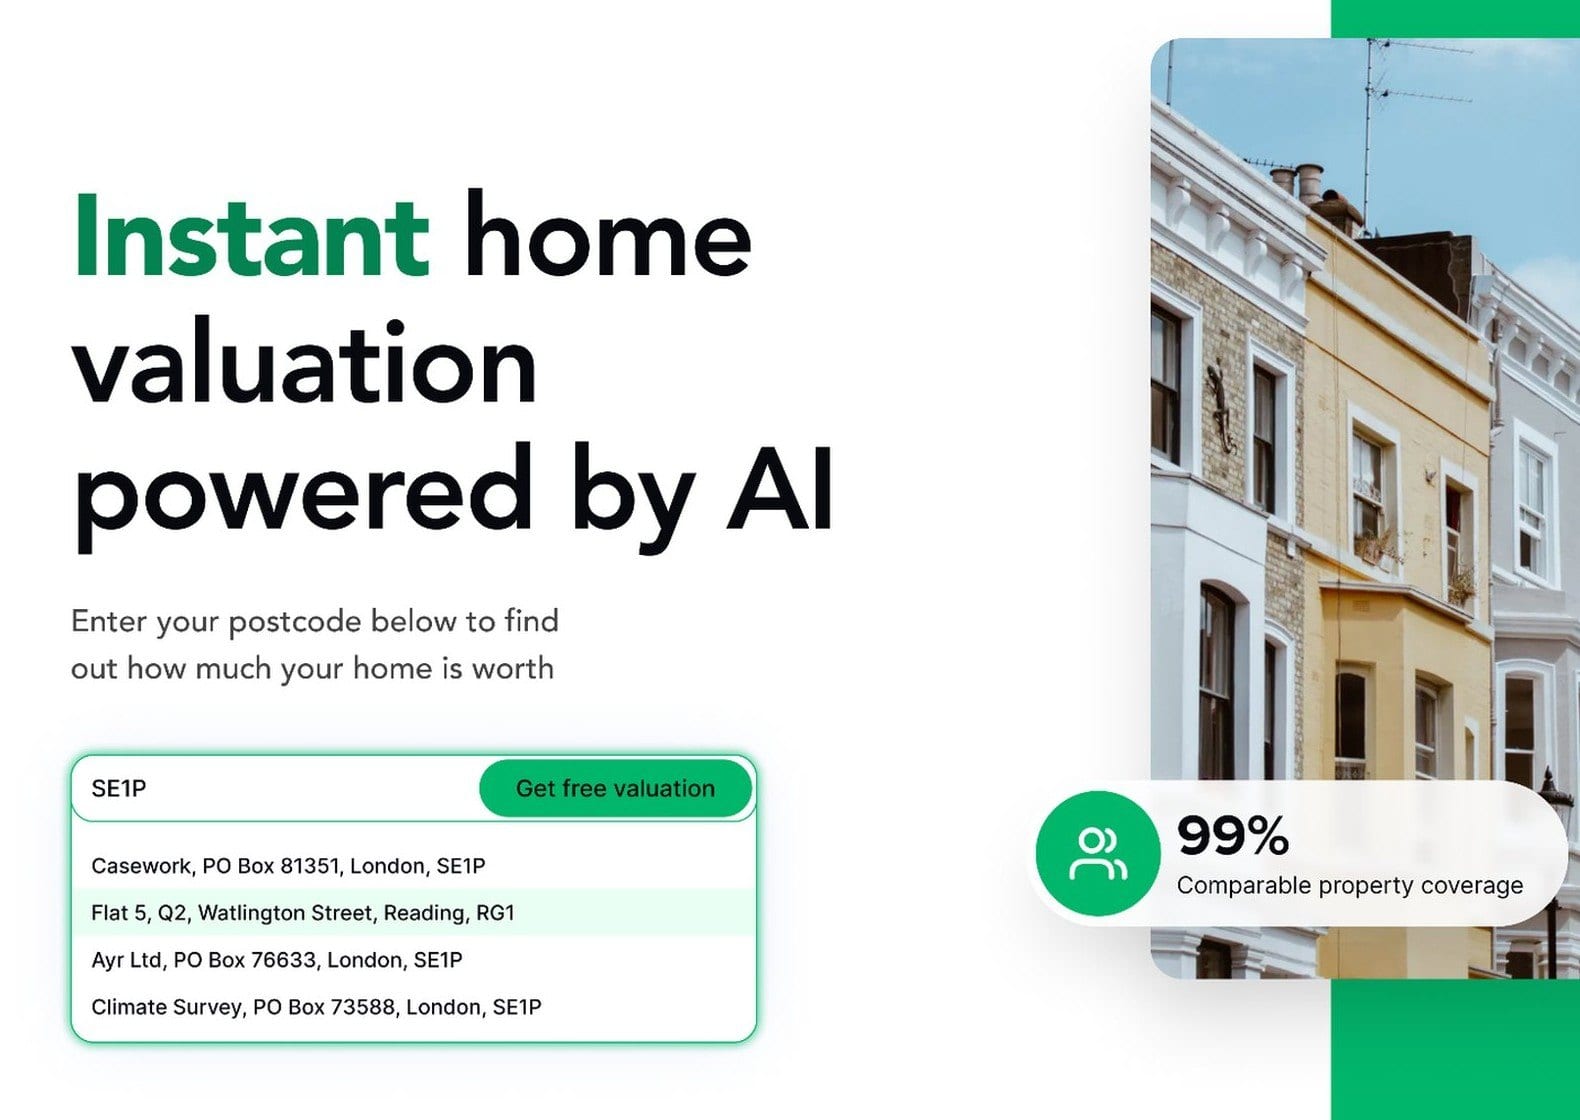 Instant home
valuation
powered by AI
Enter your postcode below to find
out how much your home is worth
SE1P
Get free valuation
Casework, PO Box 81351, London, SE1P
Flat 5, Q2, Watlington Street, Reading, RG1
Ayr Ltd, PO Box 76633, London, SE1P
Climate Survey, PO Box 73588, London, SE1P
99%
Comparable property coverage